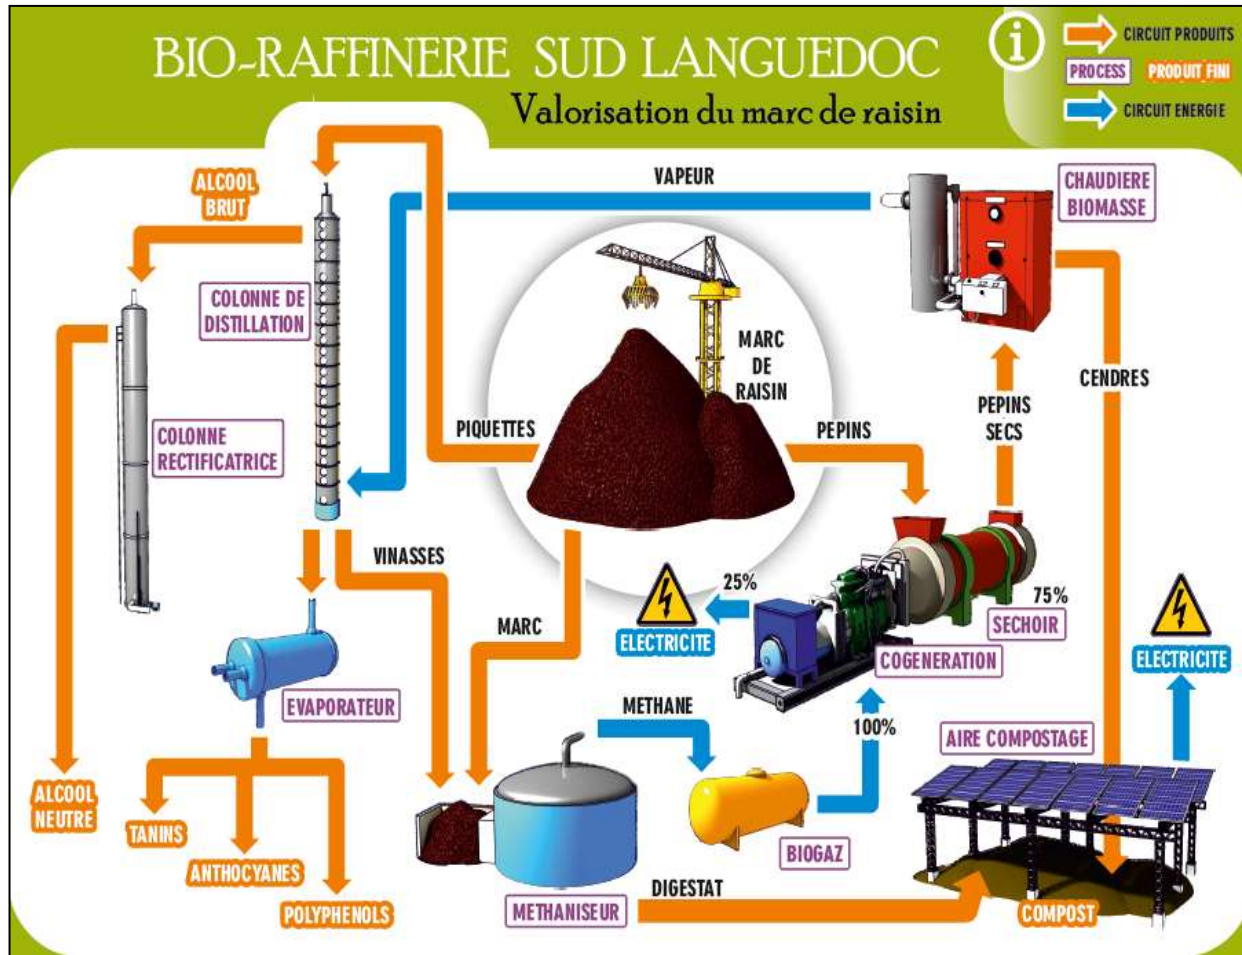 BIO-RAFFINERIE SUD LANGUEDOC
Valorisation du marc de raisin
i
CIRCUIT PRODUITS
PROCESS
PRODUIT FINI
CIRCUIT ENERGIE
ALCOOL
BRUT
VAPEUR
CHAUDIERE
BIOMASSE
COLONNE DE
DISTILLATION
MARC
DE
RAISIN
CENDRES
COLONNE
RECTIFICATRICE
PIQUETTES
PEPINS
PEPINS
SECS
VINASSES
MARC
25%
ELECTRICITE
75%
SECHOIR
COGENERATION
ELECTRICITE
EVAPORATEUR
METHANE
100%
AIRE COMPOSTAGE
ALCOOL
NEUTRE
TANINS
ANTHOCYANES
POLYPHENOLS
BIOGAZ
METHANISEUR
DIGESTAT
COMPOST